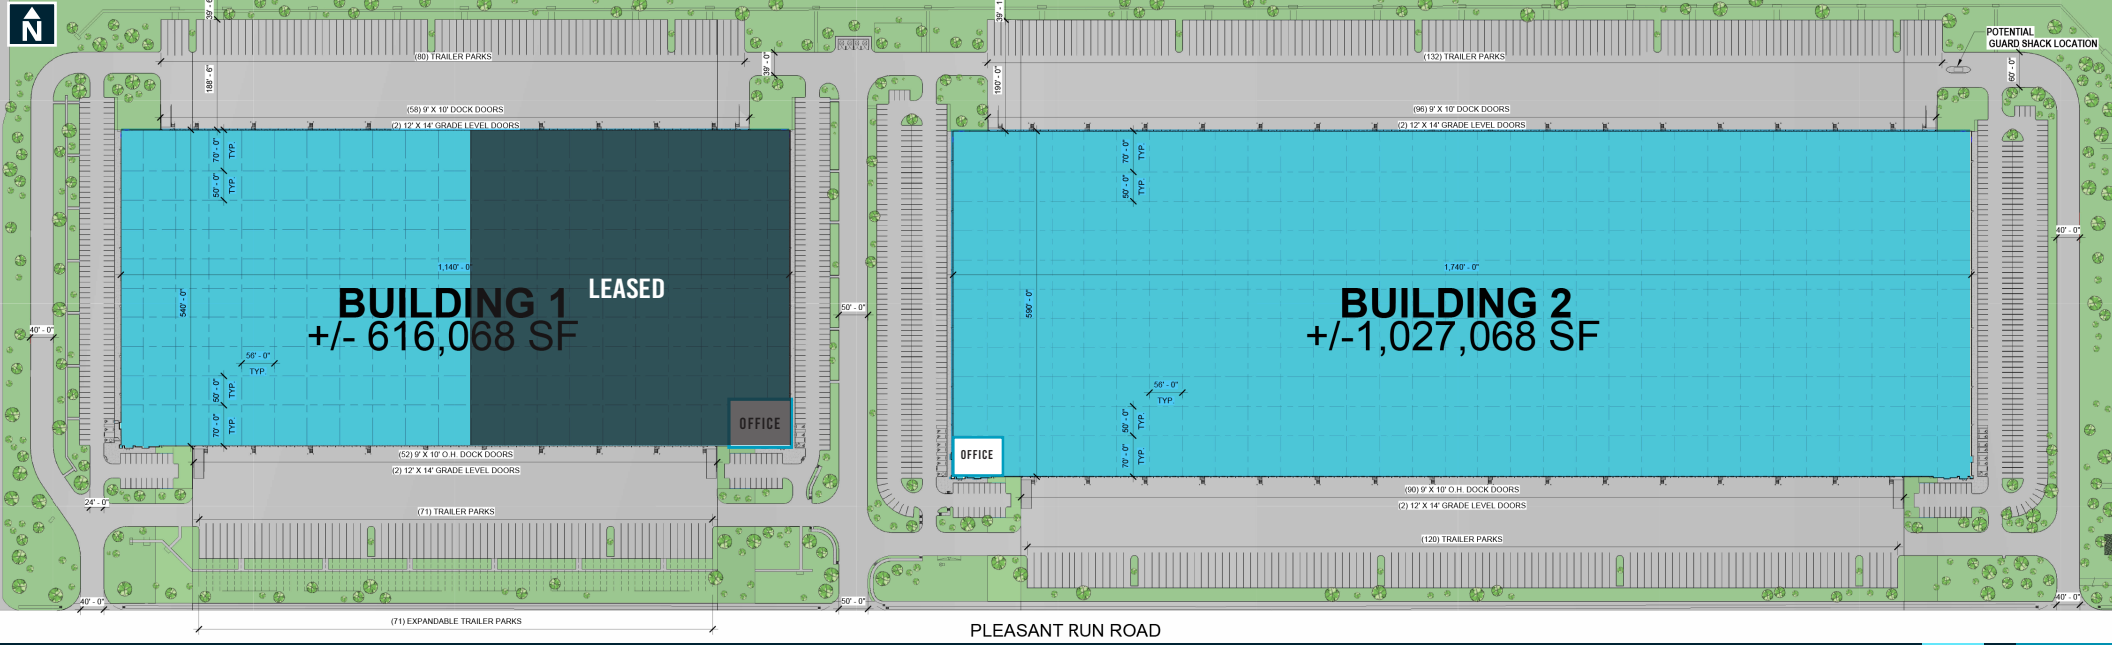 N
39' - 6
39' - 1
POTENTIAL
GUARD SHACK LOCATION
(80) TRAILER PARKS
(132) TRAILER PARKS
188' - 6"
39' - 0"
190' - 0"
60' - 0"
(58) 9' X 10' DOCK DOORS
(96) 9' X 10' DOCK DOORS
(2) 12' X 14' GRADE LEVEL DOORS
(2) 12' X 14' GRADE LEVEL DOORS
70' - 0"
TYP.
50' - 0"
TYP.
70' - 0"
TYP.
50' - 0"
TYP.
40' - 0"
1,140' - 0
1,740' - 0"
LEASED
540' - 0"
590' - 0"
BUILDING 1
+/- 616,068 SF
BUILDING 2
+/-1,027,068 SF
50' - 0"
40' - 0"
56' - 0"
TYP
50' - 0"
TYP.
70' - 0"
TYP.
56' - 0"
TYP.
50' - 0"
TYP.
70' - 0"
TYP.
OFFICE
OFFICE
(52) 9' X 10' O.H. DOCK DOORS
(2) 12' X 14' GRADE LEVEL DOORS
(90) 9' X 10' O.H. DOCK DOORS
(2) 12' X 14' GRADE LEVEL DOORS
24' - 0"
(71) TRAILER PARKS
(120) TRAILER PARKS
40' - 0"
50' - 0"
40' - 0"
(71) EXPANDABLE TRAILER PARKS
PLEASANT RUN ROAD